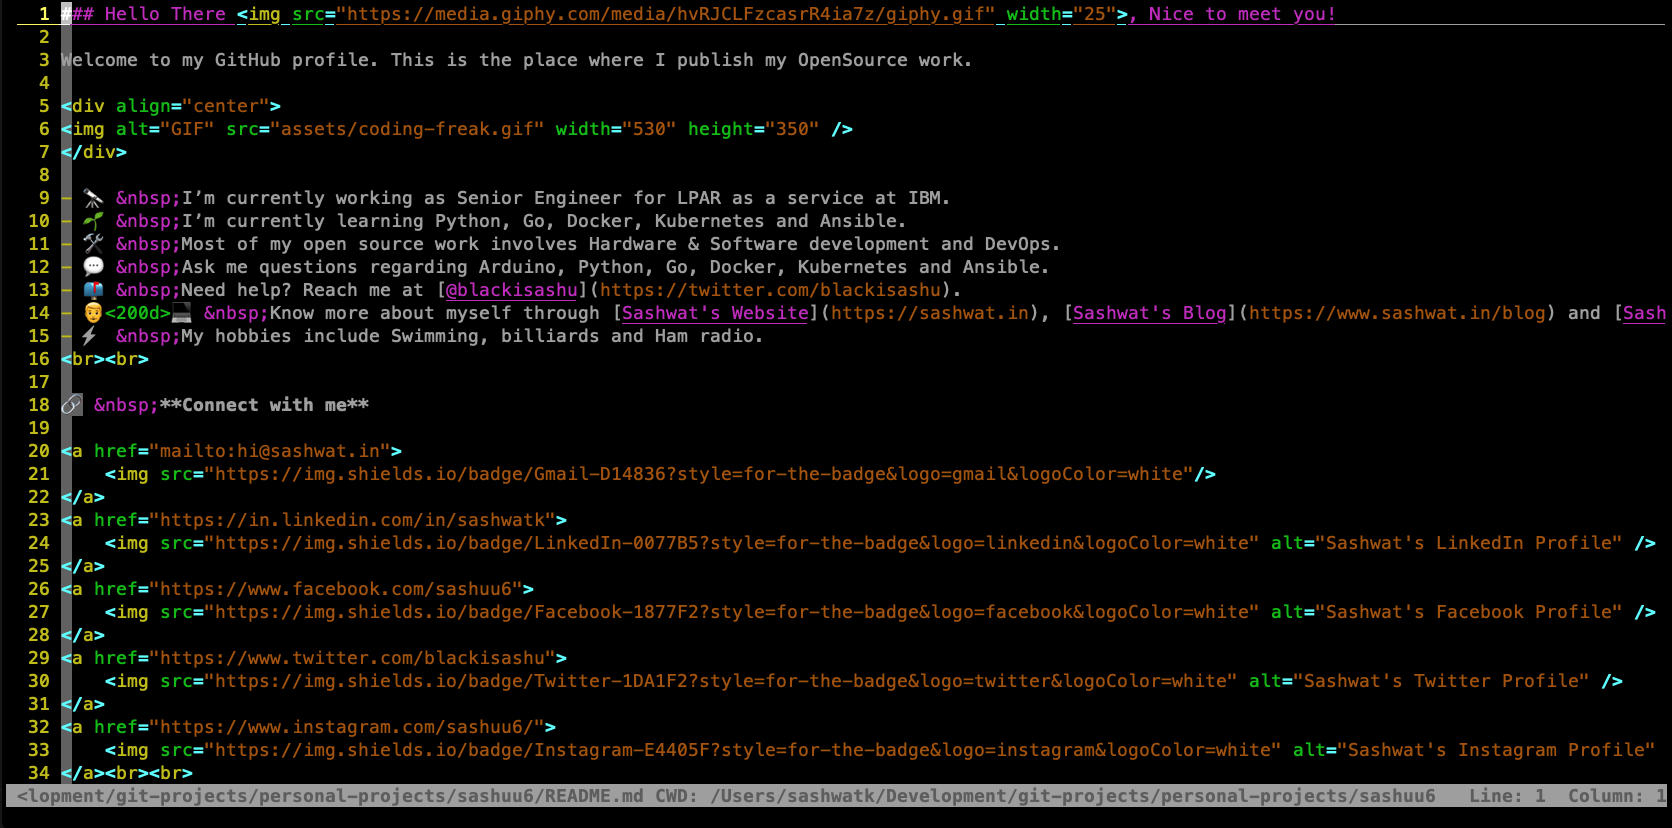 1 ### Hello There <img src="https://media.giphy.com/media/hvRJCLFzcasrR4ia7z/giphy.gif" width="25">, Nice to meet you!
2
3 Welcome to my GitHub profile. This is the place where I publish my OpenSource work.
4
5 <div align="center">
6 <img alt="GIF" src="assets/coding-freak.gif" width="530" height="350" />
7 </div>
8
9 - 🔭 &nbsp;I’m currently working as Senior Engineer for LPAR as a service at IBM.
10 - 🌱 &nbsp;I’m currently learning Python, Go, Docker, Kubernetes and Ansible.
11 - 🛠 &nbsp;Most of my open source work involves Hardware & Software development and DevOps.
12 - 💬 &nbsp;Ask me questions regarding Arduino, Python, Go, Docker, Kubernetes and Ansible.
13 - 📫 &nbsp;Need help? Reach me at [@blackisashu](https://twitter.com/blackisashu).
14 - 👨<200d>💻 &nbsp;Know more about myself through [Sashwat's Website](https://sashwat.in), [Sashwat's Blog](https://www.sashwat.in/blog) and [Sash
15 - ⚡ &nbsp;My hobbies include Swimming, billiards and Ham radio.
16 <br><br>
17
18 🔗 &nbsp;**Connect with me**
19
20 <a href="mailto:hi@sashwat.in">
21     <img src="https://img.shields.io/badge/Gmail-D14836?style=for-the-badge&logo=gmail&logoColor=white"/>
22 </a>
23 <a href="https://in.linkedin.com/in/sashwatk">
24     <img src="https://img.shields.io/badge/LinkedIn-0077B5?style=for-the-badge&logo=linkedin&logoColor=white" alt="Sashwat's LinkedIn Profile" />
25 </a>
26 <a href="https://www.facebook.com/sashuu6">
27     <img src="https://img.shields.io/badge/Facebook-1877F2?style=for-the-badge&logo=facebook&logoColor=white" alt="Sashwat's Facebook Profile" />
28 </a>
29 <a href="https://www.twitter.com/blackisashu">
30     <img src="https://img.shields.io/badge/Twitter-1DA1F2?style=for-the-badge&logo=twitter&logoColor=white" alt="Sashwat's Twitter Profile" />
31 </a>
32 <a href="https://www.instagram.com/sashuu6/">
33     <img src="https://img.shields.io/badge/Instagram-E4405F?style=for-the-badge&logo=instagram&logoColor=white" alt="Sashwat's Instagram Profile"
34 </a><br><br>
<lopment/git-projects/personal-projects/sashuu6/README.md CWD: /Users/sashwatk/Development/git-projects/personal-projects/sashuu6   Line: 1  Column: 1